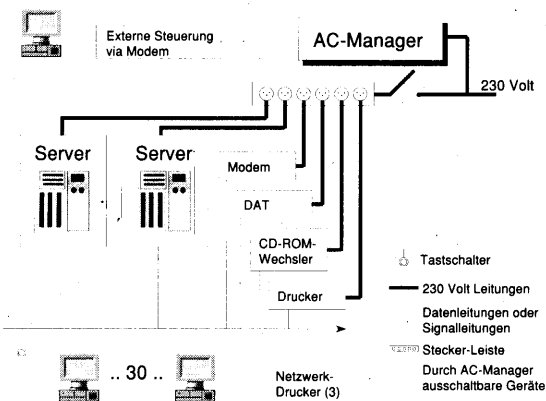 Externe Steuerung
via Modem
AC-Manager
230 Volt
Server
Server
Modem
DAT
CD-ROM-
Wechsler
Drucker
Tastschalter
230 Volt Leitungen
Datenleitungen oder
Signalleitungen
Stecker-Leiste
Durch AC-Manager
ausschaltbare Geräte
.. 30 ..
Netzwerk-
Drucker (3)